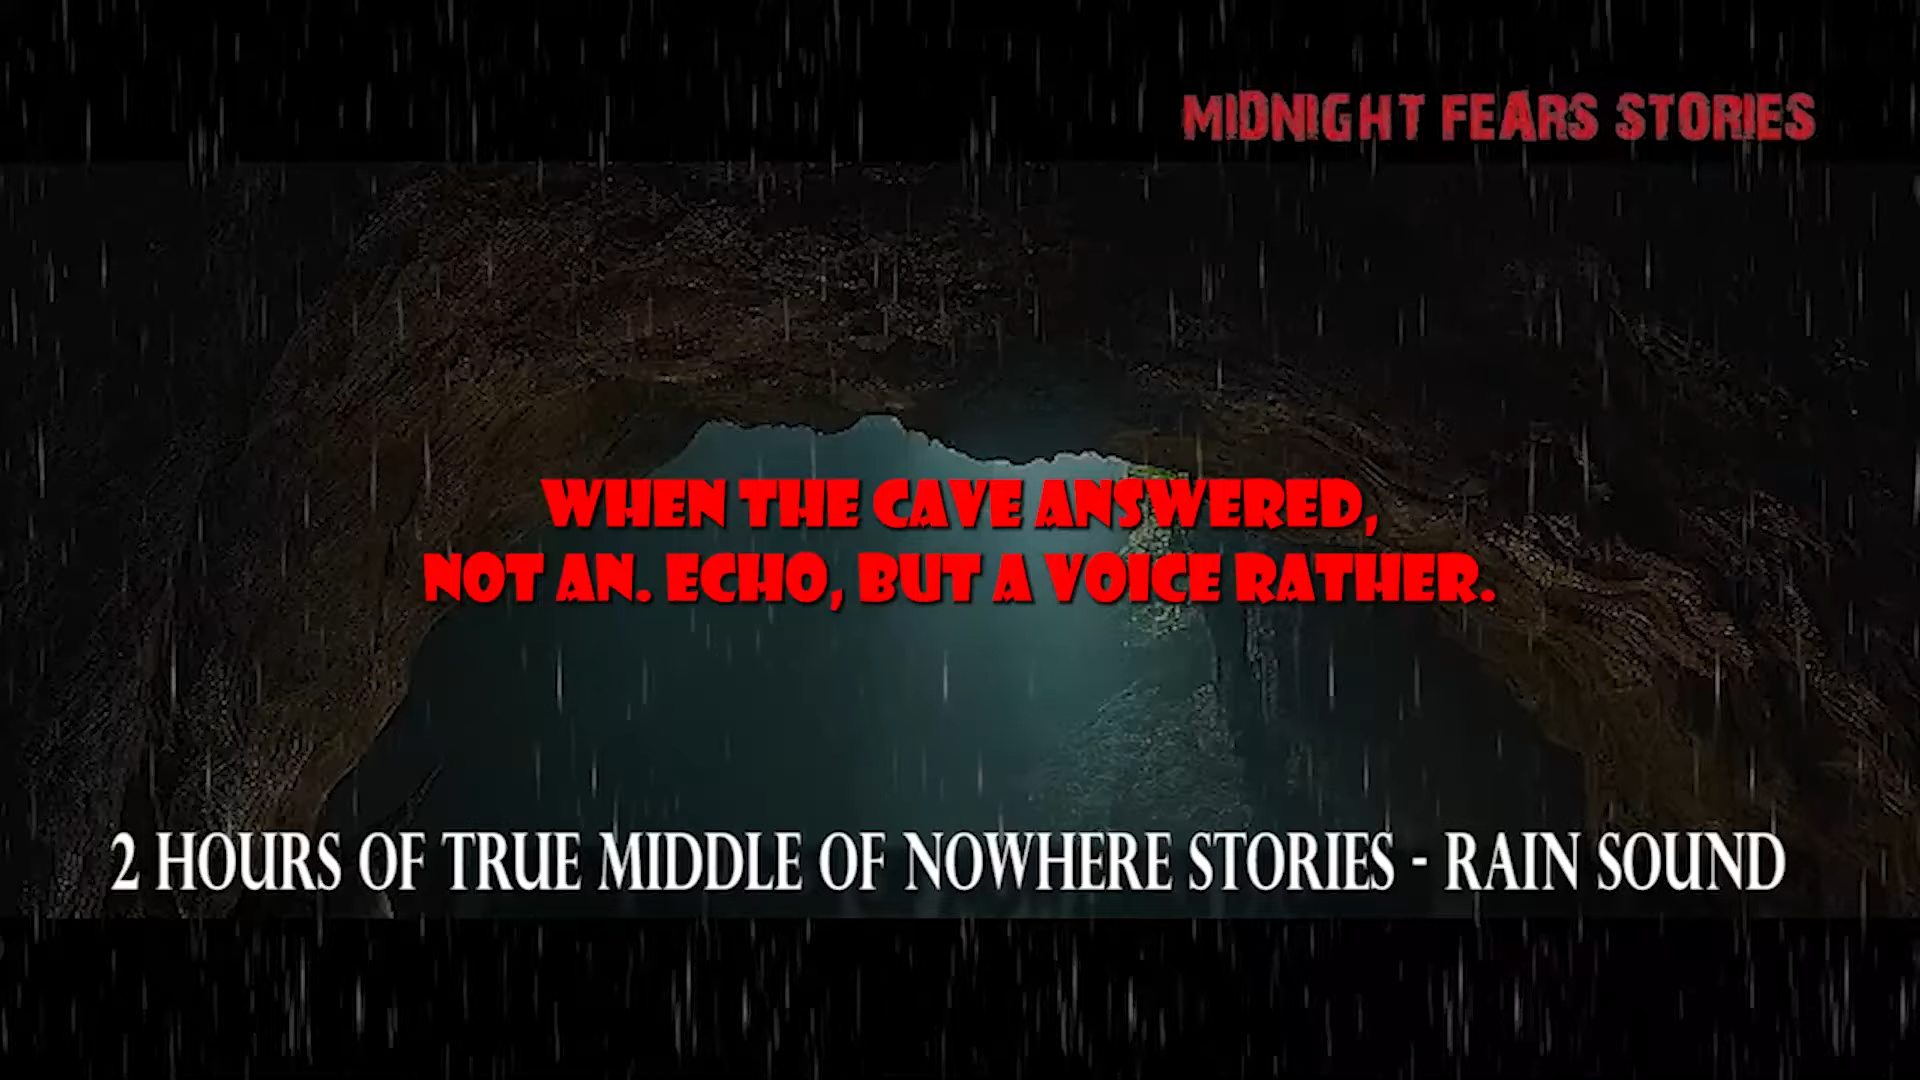 MIDNIGHT FEARS STORIES
WHEN THE CAVE ANSWERED,
NOT AN. ECHO, BUT A VOICE RATHER.
2 HOURS OF TRUE MIDDLE OF NOWHERE STORIES - RAIN SOUND